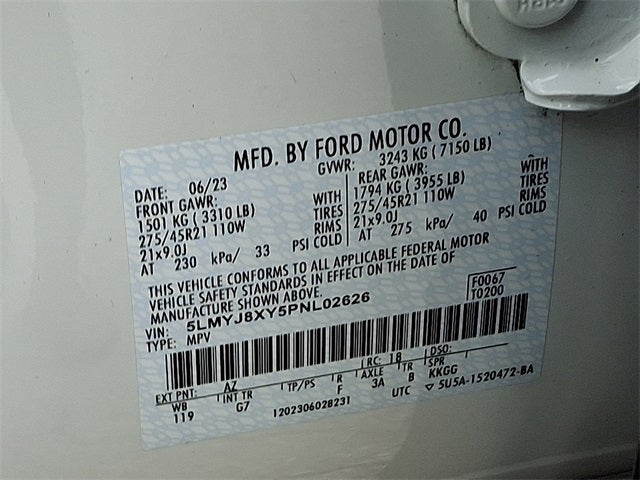 MFD. BY FORD MOTOR CO.
DATE: 06/23 GVWR: 3243 KG ( 7150 LB)
FRONT GAWR: REAR GAWR:
1501 KG ( 3310 LB) WITH 1794 KG ( 3955 LB) WITH
275/45R21 110W TIRES 275/45R21 110W TIRES
21x9.0J RIMS 21x9.0J RIMS
AT 230 kPa/ 33 PSI COLD AT 275 kPa/ 40 PSI COLD
THIS VEHICLE CONFORMS TO ALL APPLICABLE FEDERAL MOTOR
VEHICLE SAFETY STANDARDS IN EFFECT ON THE DATE OF
MANUFACTURE SHOWN ABOVE.
VIN: 5LMYJ8XY5PNL02626 F0067
TYPE: MPV T0200
EXT PNT: AZ RC: 18 DSO:
WB INT TR TP/PS R AXLE TR SPR
119 G7 F 3A B KKGG
1202306028231 UTC ▽ 5U5A-1520472-BA